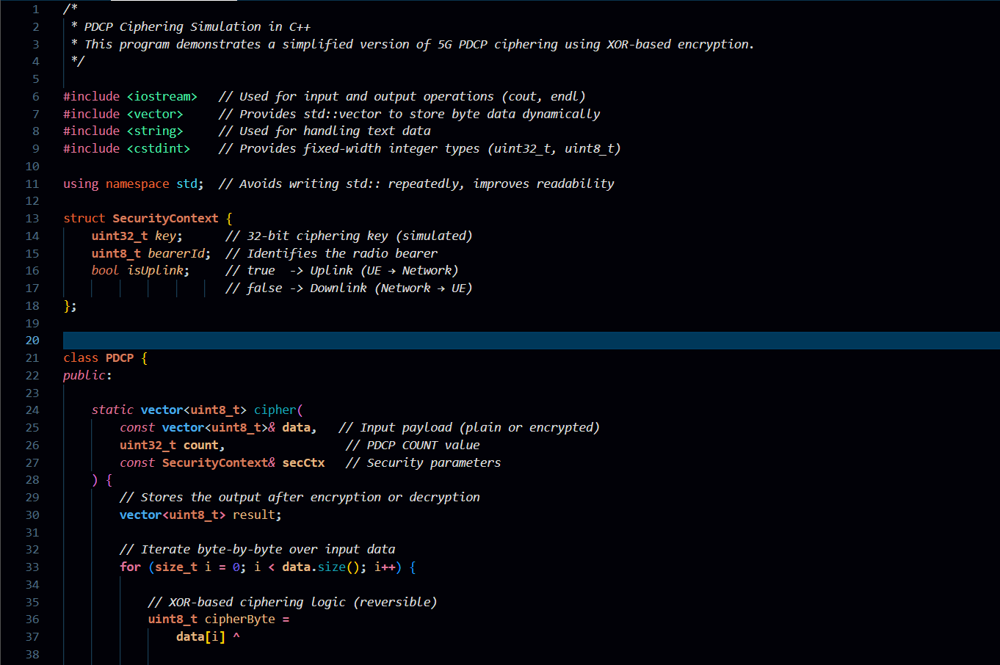 1 /*
2  * PDCP Ciphering Simulation in C++
3  * This program demonstrates a simplified version of 5G PDCP ciphering using XOR-based encryption.
4  */
5
6 #include <iostream>   // Used for input and output operations (cout, endl)
7 #include <vector>     // Provides std::vector to store byte data dynamically
8 #include <string>     // Used for handling text data
9 #include <cstdint>    // Provides fixed-width integer types (uint32_t, uint8_t)
10
11 using namespace std;  // Avoids writing std:: repeatedly, improves readability
12
13 struct SecurityContext {
14     uint32_t key;      // 32-bit ciphering key (simulated)
15     uint8_t bearerId;  // Identifies the radio bearer
16     bool isUplink;     // true  -> Uplink (UE → Network)
17                        // false -> Downlink (Network → UE)
18 };
19
20
21 class PDCP {
22 public:
23
24     static vector<uint8_t> cipher(
25         const vector<uint8_t>& data,   // Input payload (plain or encrypted)
26         uint32_t count,                 // PDCP COUNT value
27         const SecurityContext& secCtx   // Security parameters
28     ) {
29         // Stores the output after encryption or decryption
30         vector<uint8_t> result;
31
32         // Iterate byte-by-byte over input data
33         for (size_t i = 0; i < data.size(); i++) {
34
35             // XOR-based ciphering logic (reversible)
36             uint8_t cipherByte =
37                 data[i] ^
38